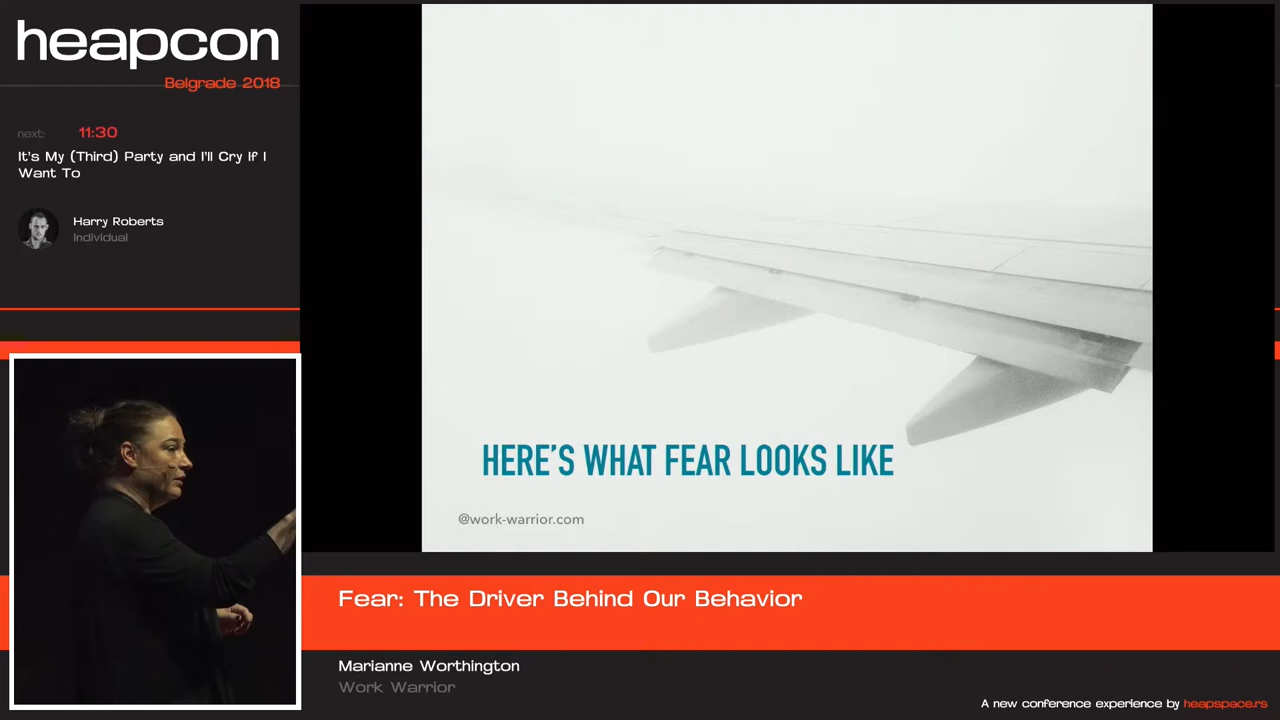 heapcon
Belgrade 2018
next: 11:30
It's My (Third) Party and I'll Cry If I
Want To
Harry Roberts
Individual
HERE'S WHAT FEAR LOOKS LIKE
@work-warrior.com
Fear: The Driver Behind Our Behavior
Marianne Worthington
Work Warrior
A new conference experience by heapspace.rs